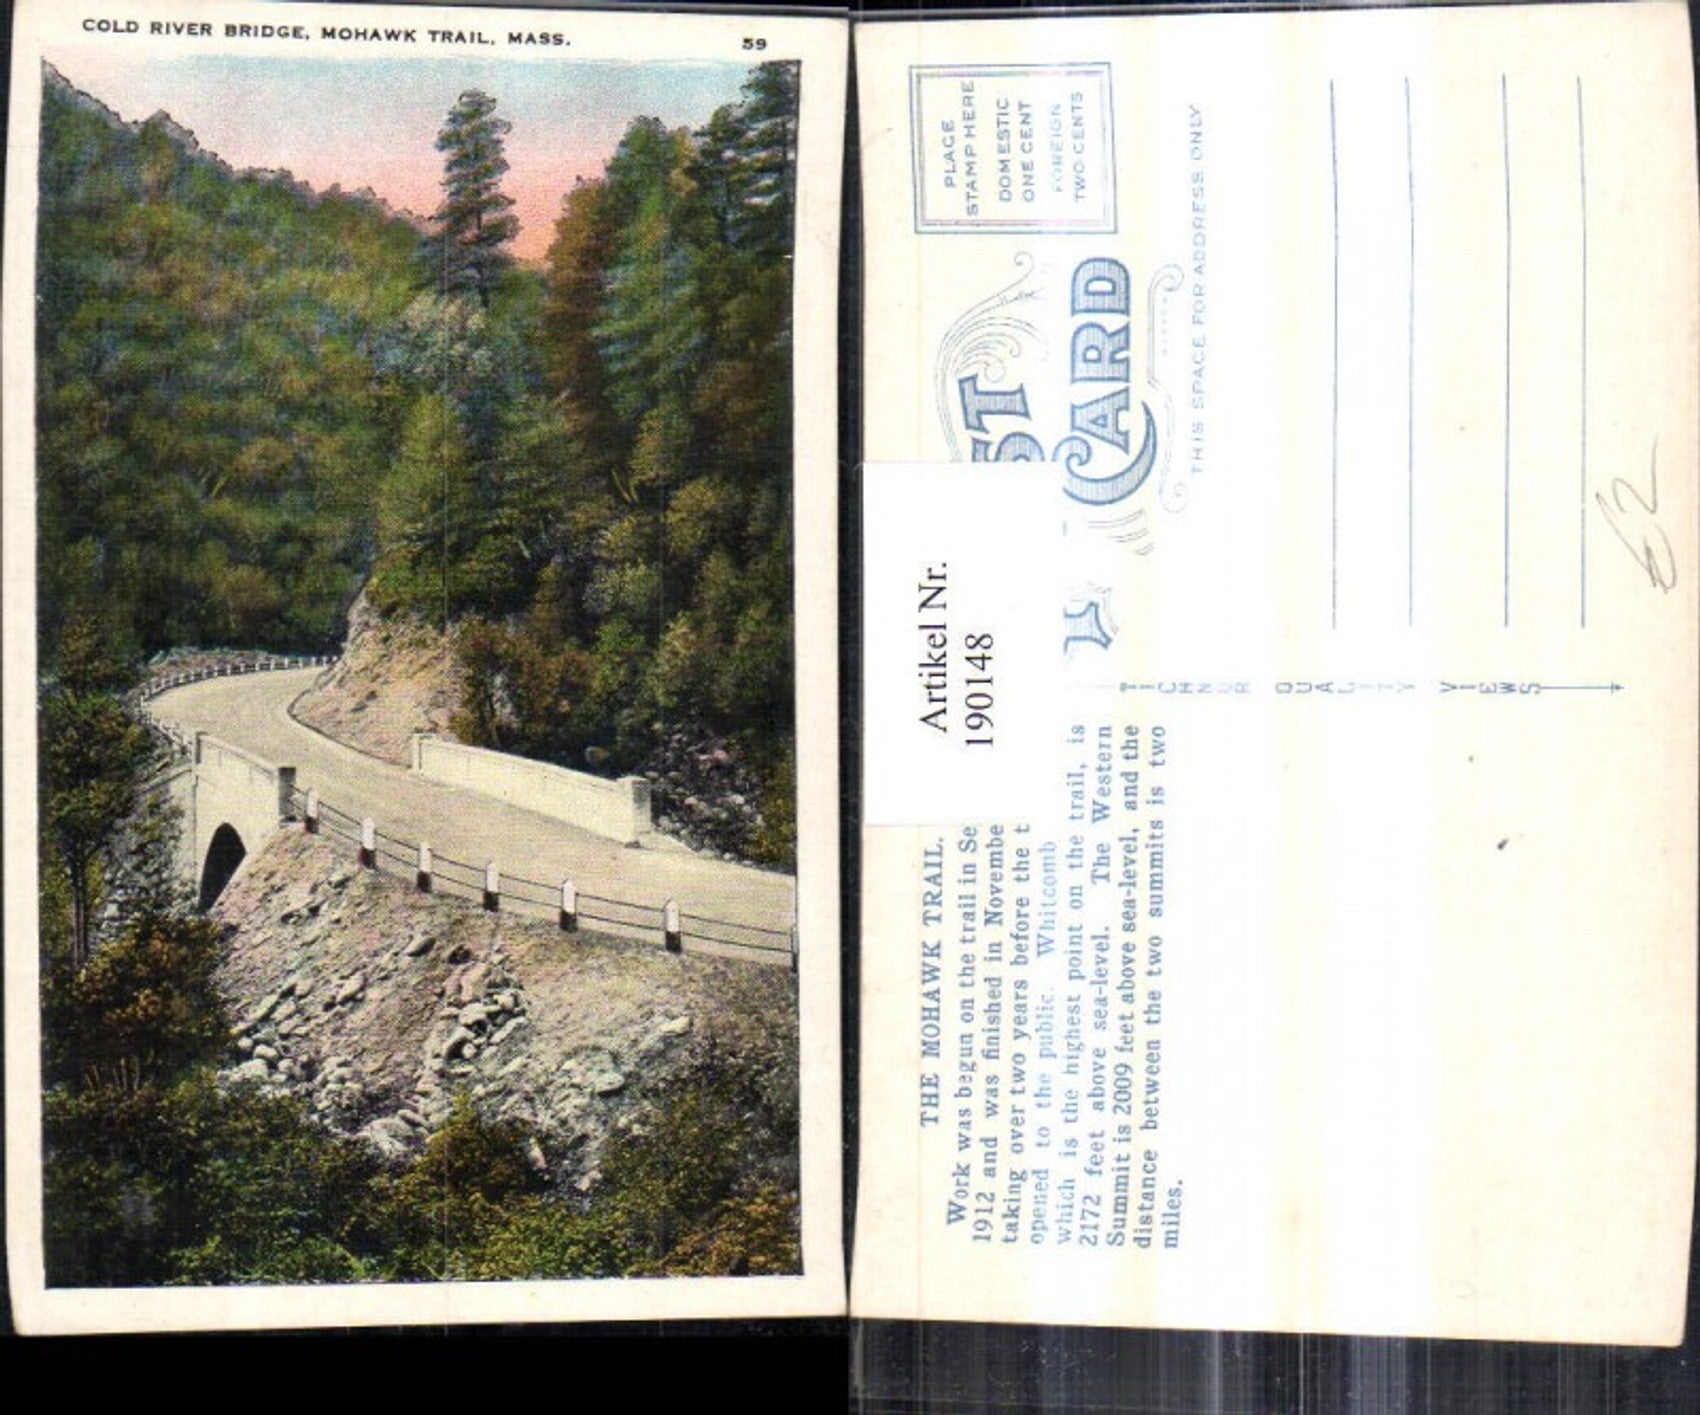 COLD RIVER BRIDGE, MOHAWK TRAIL, MASS.
59
PLACE
STAMP HERE
DOMESTIC
ONE CENT
FOREIGN
TWO CENTS
CARD
THIS SPACE FOR ADDRESS ONLY
Artikel Nr.
190148
TICHNOR QUALITY VIEWS
THE MOHAWK TRAIL.
Work was begun on the trail in Se
1912 and was finished in Novembe
taking over two years before the t
opened to the public. Whitcomb
which is the highest point on the trail, is
2172 feet above sea-level. The Western
Summit is 2009 feet above sea-level, and the
distance between the two summits is two
miles.